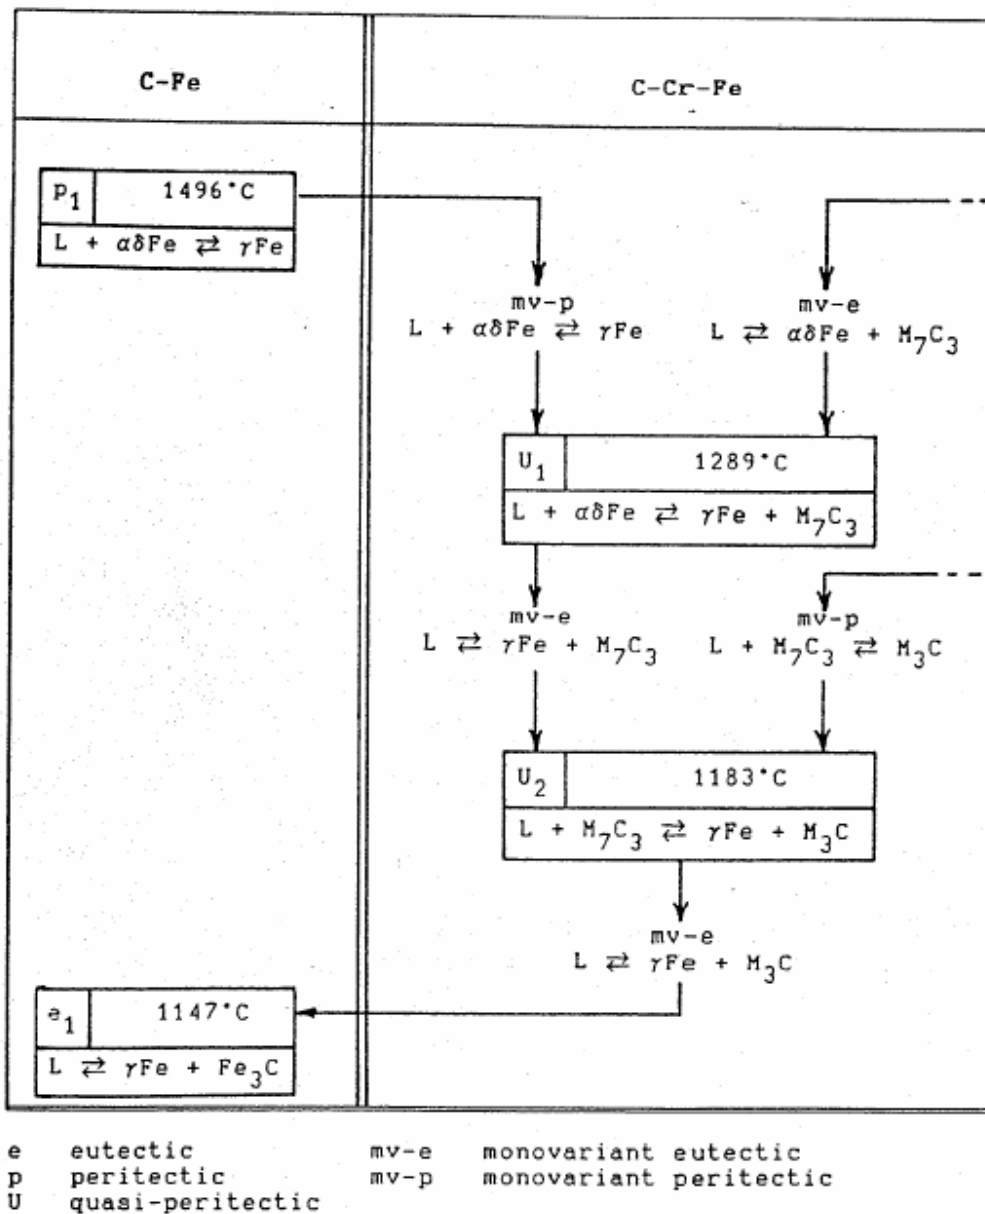 C-Fe
C-Cr-Fe
p1 1496°C
L + αδFe ⇄ γFe
mv-p
L + αδFe ⇄ γFe
mv-e
L ⇄ αδFe + M7C3
U1 1289°C
L + αδFe ⇄ γFe + M7C3
mv-e
L ⇄ γFe + M7C3
mv-p
L + M7C3 ⇄ M3C
U2 1183°C
L + M7C3 ⇄ γFe + M3C
mv-e
L ⇄ γFe + M3C
e1 1147°C
L ⇄ γFe + Fe3C
e eutectic mv-e monovariant eutectic
p peritectic mv-p monovariant peritectic
U quasi-peritectic